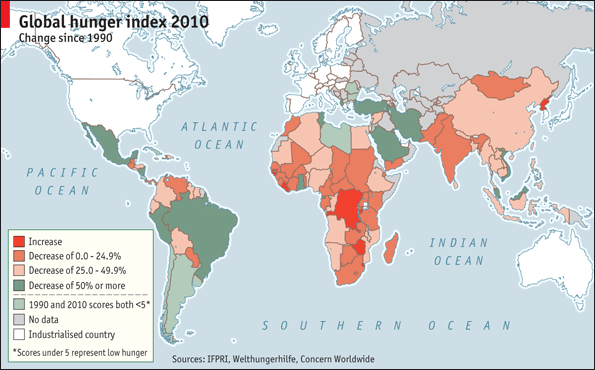 Global hunger index 2010
Change since 1990
ATLANTIC
OCEAN
PACIFIC
OCEAN
INDIAN
OCEAN
SOUTHERN OCEAN
Increase
Decrease of 0.0 - 24.9%
Decrease of 25.0 - 49.9%
Decrease of 50% or more
1990 and 2010 scores both <5*
No data
Industrialised country
*Scores under 5 represent low hunger
Sources: IFPRI, Welthungerhilfe, Concern Worldwide